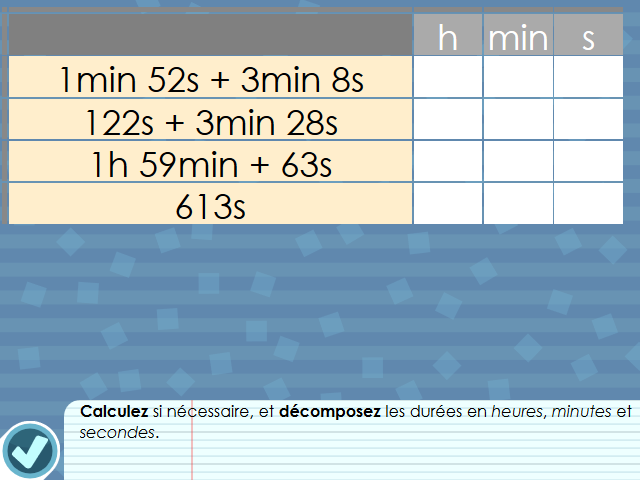 h min s
1min 52s + 3min 8s
122s + 3min 28s
1h 59min + 63s
613s
Calculez si nécessaire, et décomposez les durées en heures, minutes et
secondes.